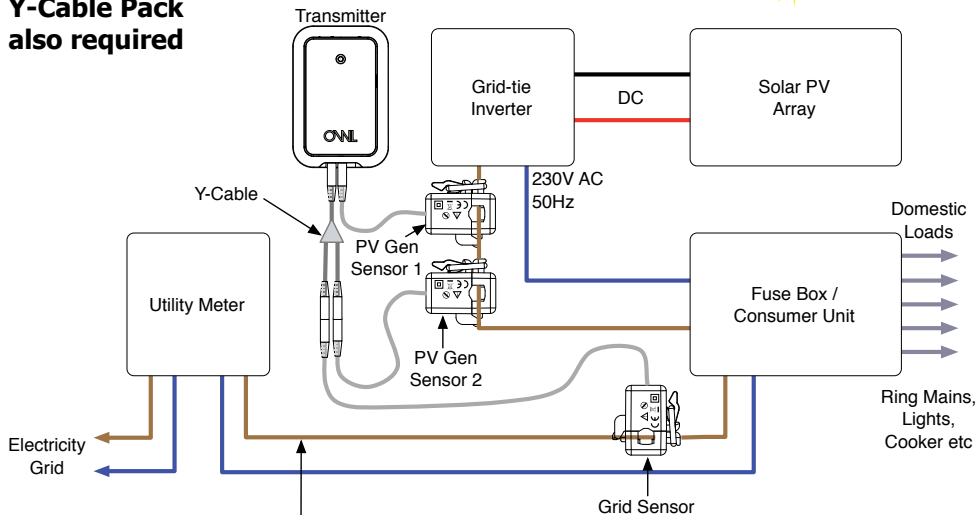 Y-Cable Pack
also required
Transmitter
OWL
Grid-tie
Inverter
DC
Solar PV
Array
230V AC
50Hz
Y-Cable
PV Gen
Sensor 1
Domestic
Loads
Utility Meter
Fuse Box /
Consumer Unit
PV Gen
Sensor 2
Ring Mains,
Lights,
Cooker etc
Electricity
Grid
Grid Sensor